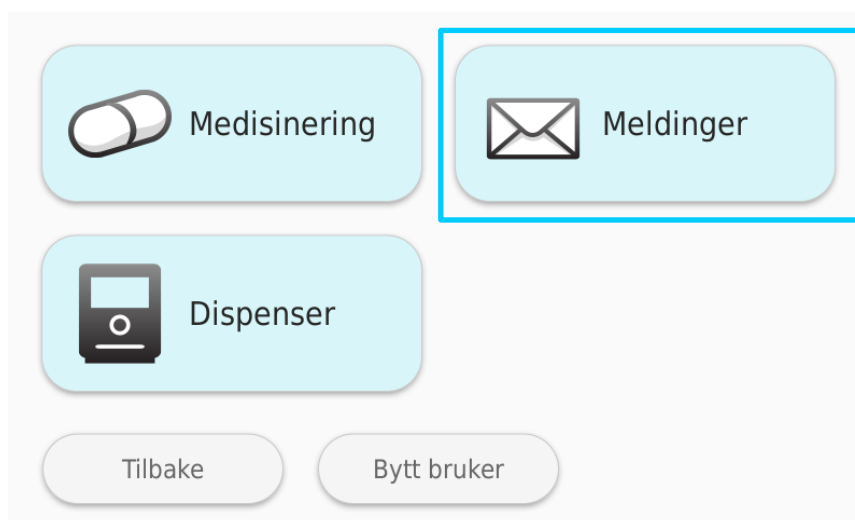 Medisinering
Meldinger
Dispenser
Tilbake
Bytt bruker